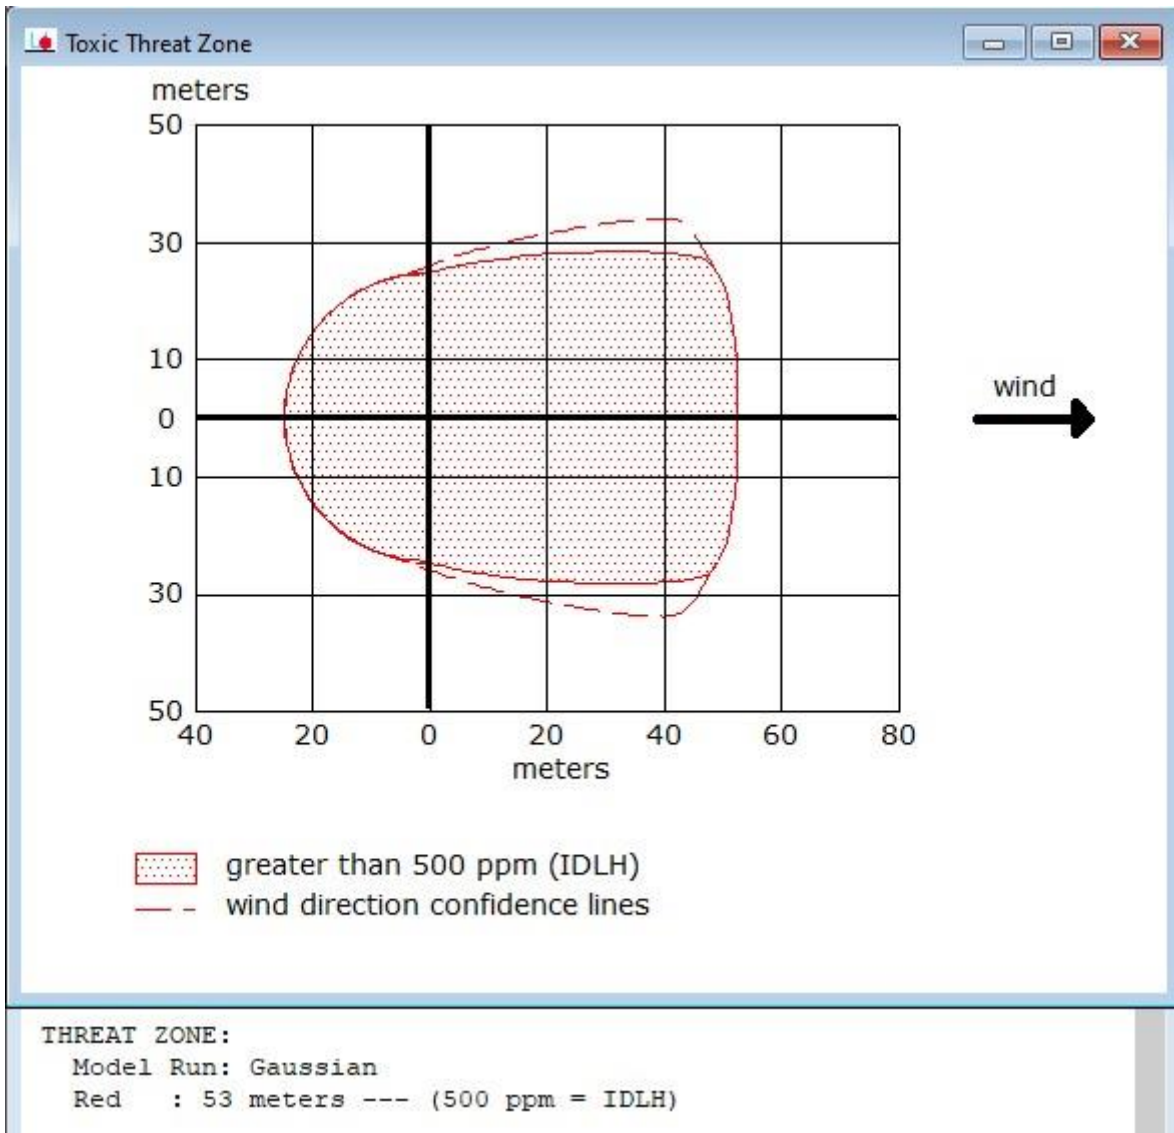 Toxic Threat Zone
meters
50
30
10
0
10
30
50
40 20 0 20 40 60 80
meters
wind
greater than 500 ppm (IDLH)
wind direction confidence lines
THREAT ZONE:
Model Run: Gaussian
Red : 53 meters --- (500 ppm = IDLH)